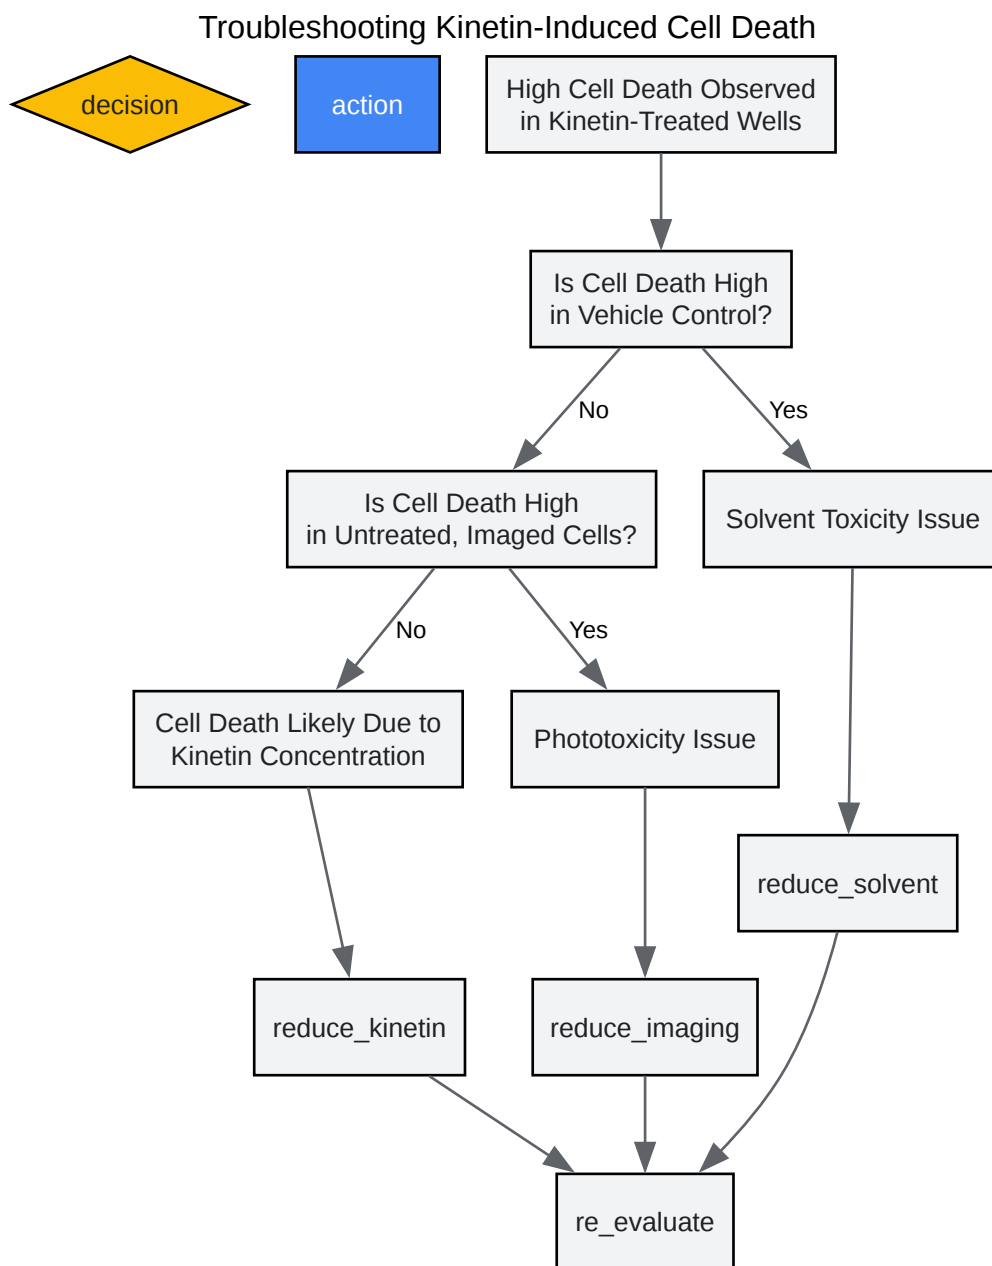 Troubleshooting Kinetin-Induced Cell Death
decision
action
High Cell Death Observed
in Kinetin-Treated Wells
Is Cell Death High
in Vehicle Control?
No
Yes
Is Cell Death High
in Untreated, Imaged Cells?
Solvent Toxicity Issue
No
Yes
Cell Death Likely Due to
Kinetin Concentration
Phototoxicity Issue
reduce_solvent
reduce_kinetin
reduce_imaging
re_evaluate